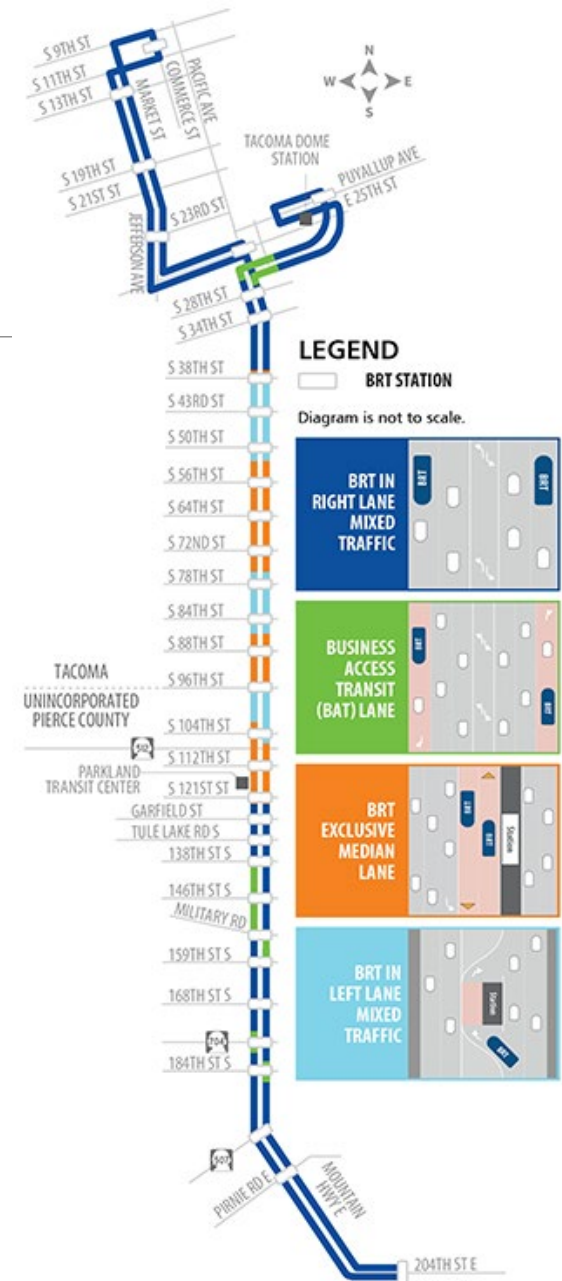 S 9TH ST
S 11TH ST
S 13TH ST
MARKET ST
COMMERCE ST
PACIFIC AVE
N
W
E
S
TACOMA DOME
STATION
PUYALLUP AVE
E 25TH ST
S 19TH ST
S 21ST ST
S 23RD ST
JEFFERSON AVE
S 28TH ST
S 34TH ST
LEGEND
BRT STATION
Diagram is not to scale.
S 38TH ST
S 43RD ST
S 50TH ST
S 56TH ST
S 64TH ST
S 72ND ST
S 78TH ST
S 84TH ST
S 88TH ST
S 96TH ST
TACOMA
UNINCORPORATED
PIERCE COUNTY
S 104TH ST
512
S 112TH ST
PARKLAND
TRANSIT CENTER
S 121ST ST
GARFIELD ST
TULE LAKE RD S
138TH ST S
146TH ST S
MILITARY RD
159TH ST S
168TH ST S
704
184TH ST S
507
PIRNIE RD E
MOUNTAIN
HWY E
204TH ST E
BRT IN
RIGHT LANE
MIXED
TRAFFIC
BRT
BRT
BUSINESS
ACCESS
TRANSIT
(BAT) LANE
BRT
BRT
BRT
EXCLUSIVE
MEDIAN
LANE
BRT
BRT
Station
BRT IN
LEFT LANE
MIXED
TRAFFIC
Station
BRT